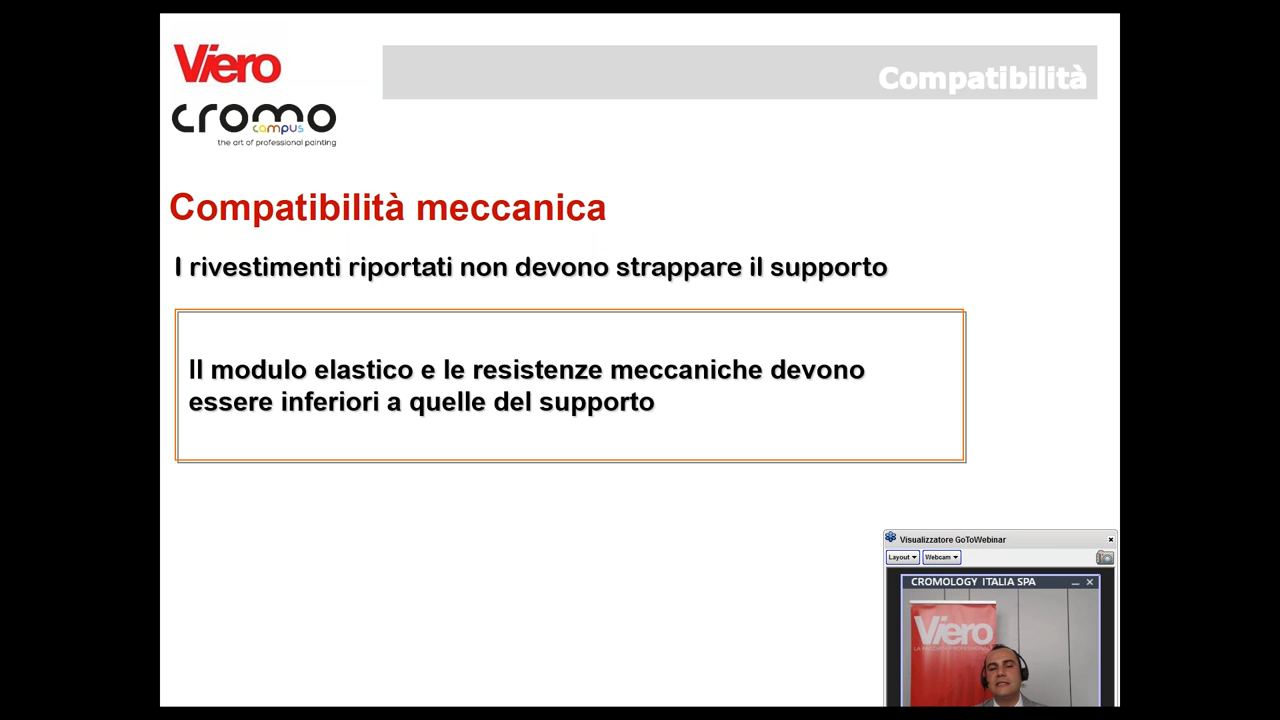 Viero
cromo
campus
the art of professional painting
Compatibilità
Compatibilità meccanica
I rivestimenti riportati non devono strappare il supporto
Il modulo elastico e le resistenze meccaniche devono
essere inferiori a quelle del supporto
Visualizzatore GoToWebinar
Layout
Webcam
CROMOLOGY ITALIA SPA
Viero